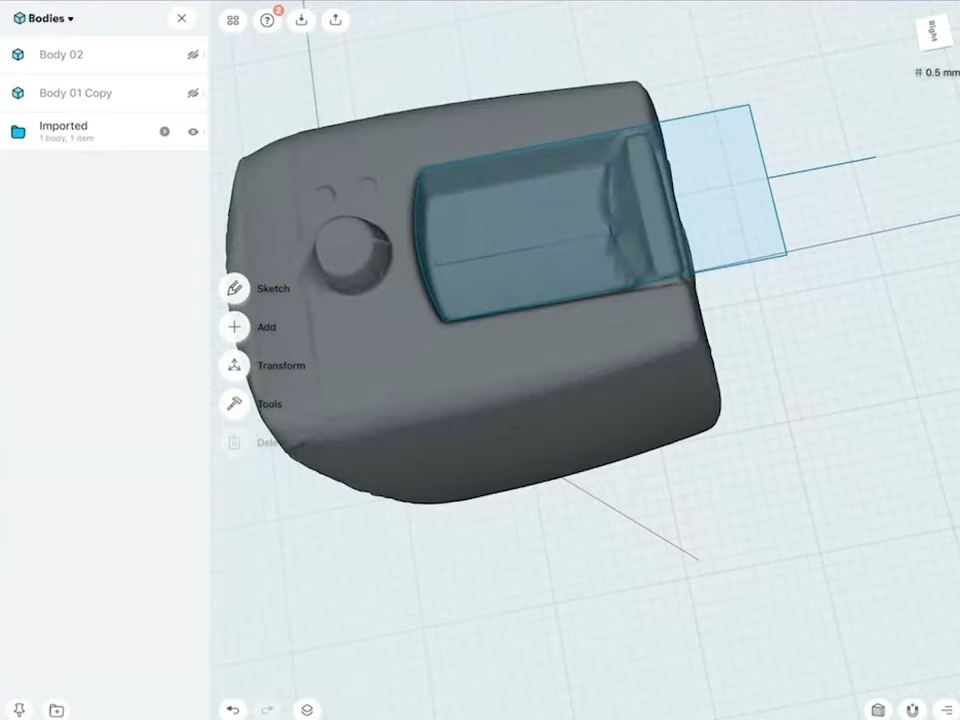 Bodies
2
Right
Body 02
# 0.5 mm
Body 01 Copy
Imported
1 body, 1 item
Sketch
Add
Transform
Tools
Delete